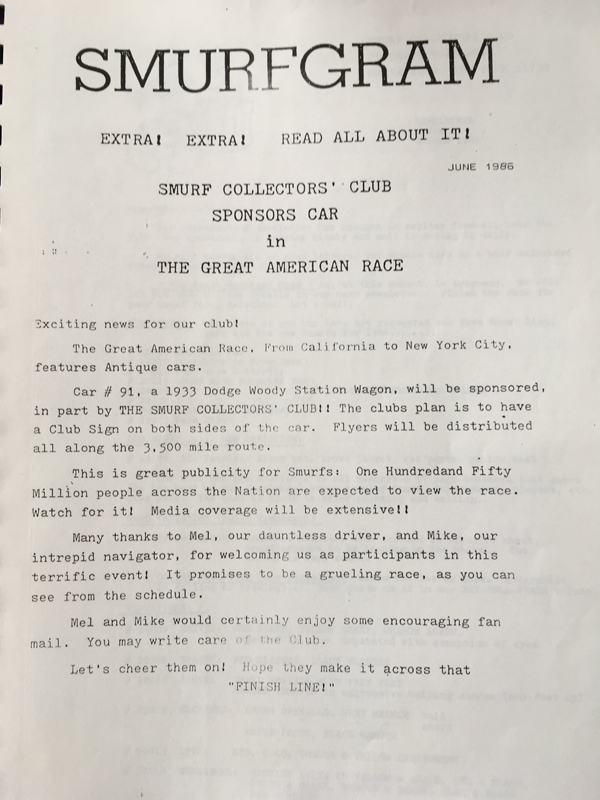 SMURFGRAM
EXTRA! EXTRA! READ ALL ABOUT IT!
JUNE 1986
SMURF COLLECTORS' CLUB
SPONSORS CAR
in
THE GREAT AMERICAN RACE
Exciting news for our club!
The Great American Race, From California to New York City,
features Antique cars.
Car # 91, a 1933 Dodge Woody Station Wagon, will be sponsored,
in part by THE SMURF COLLECTORS' CLUB!! The clubs plan is to have
a Club Sign on both sides of the car. Flyers will be distributed
all along the 3,500 mile route.
This is great publicity for Smurfs: One Hundredand Fifty
Million people across the Nation are expected to view the race.
Watch for it! Media coverage will be extensive!!
Many thanks to Mel, our dauntless driver, and Mike, our
intrepid navigator, for welcoming us as participants in this
terrific event! It promises to be a grueling race, as you can
see from the schedule.
Mel and Mike would certainly enjoy some encouraging fan
mail. You may write care of the Club.
Let's cheer them on! Hope they make it across that
"FINISH LINE!"